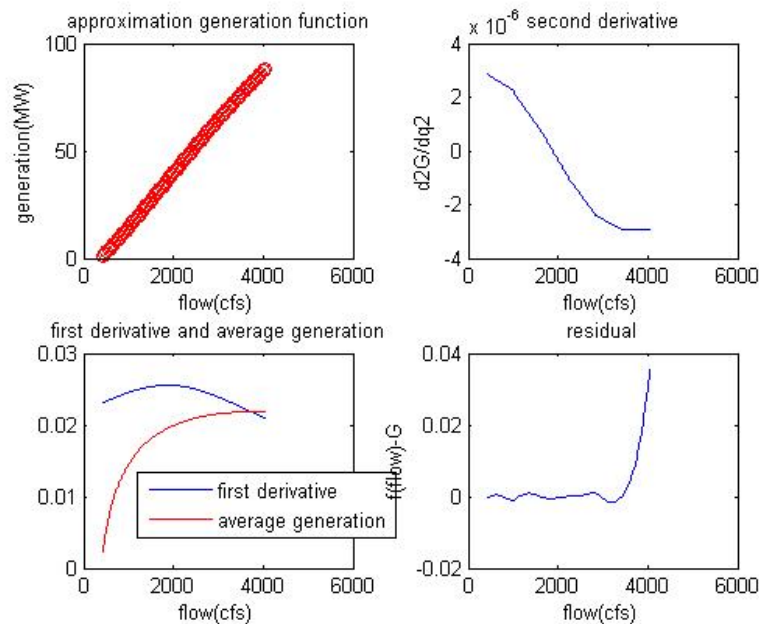 approximation generation function
100
50
0
generation(MW)
0 2000 4000 6000
flow(cfs)
x 10^-6 second derivative
4
2
0
-2
-4
d2G/dq2
0 2000 4000 6000
flow(cfs)
first derivative and average generation
0.03
0.02
0.01
0
first derivative
average generation
0 2000 4000 6000
flow(cfs)
residual
0.04
0.02
0
-0.02
f(flow)-G
0 2000 4000 6000
flow(cfs)